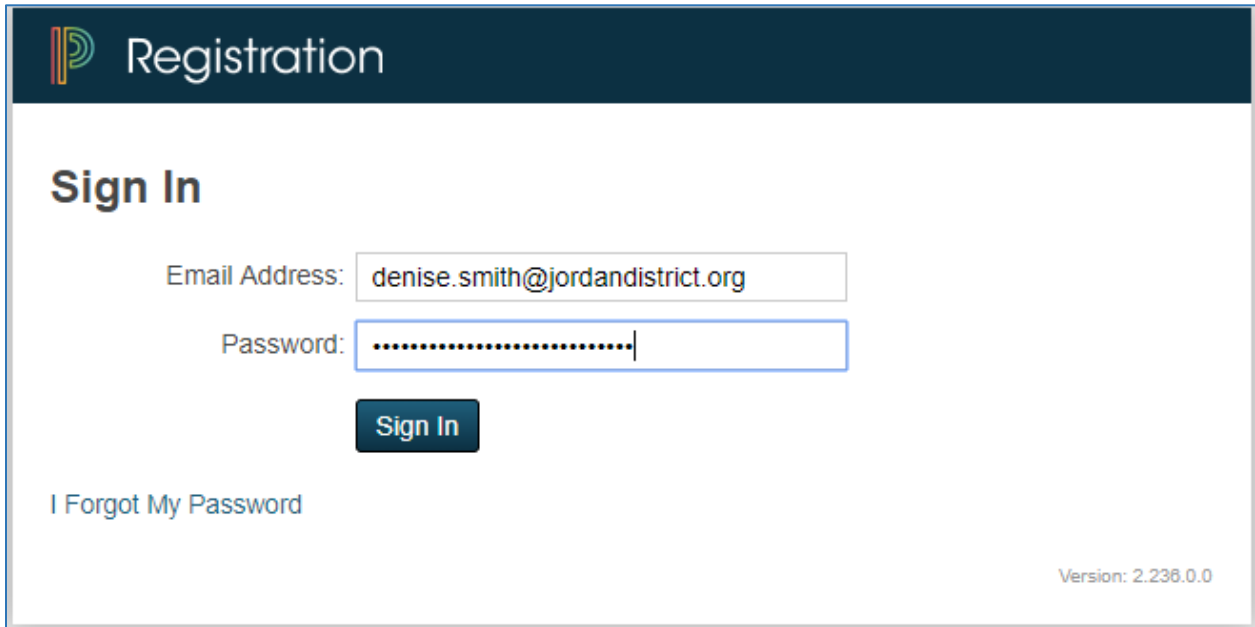 Registration
Sign In
Email Address: denise.smith@jordandistrict.org
Password: ••••••••••••••••••••••••••••
Sign In
I Forgot My Password
Version: 2.236.0.0